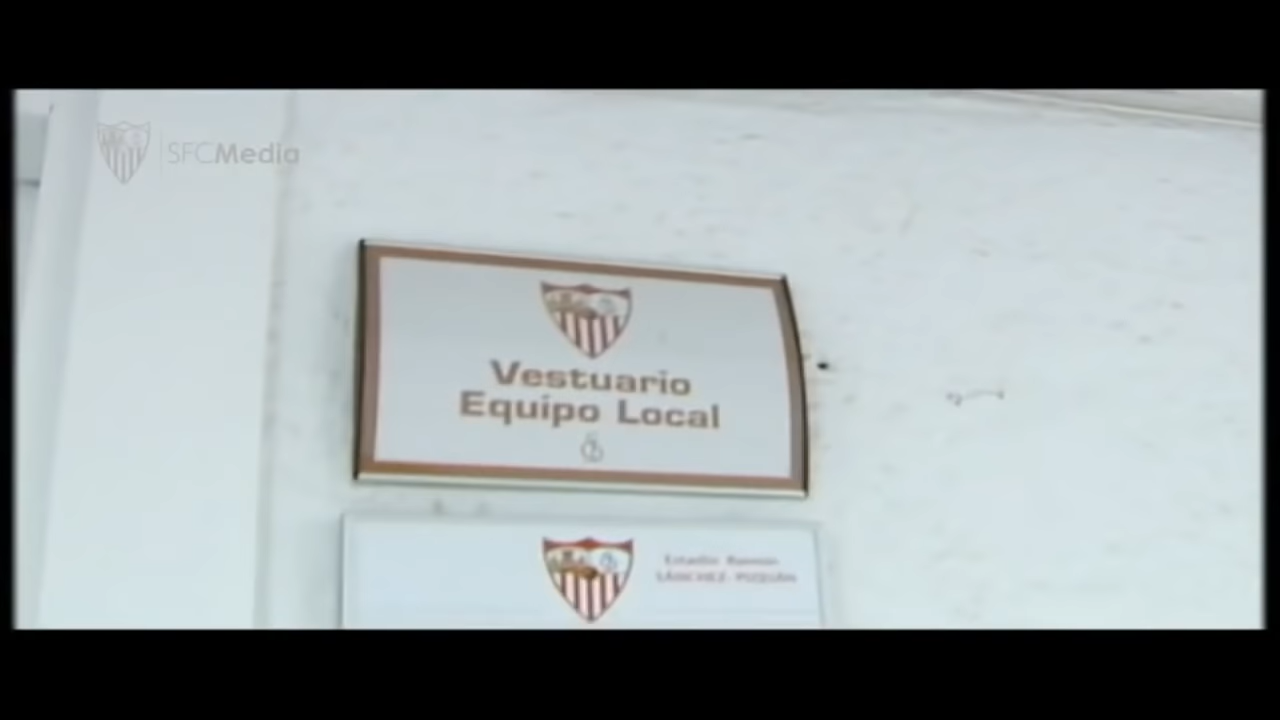 SFCMedia
Vestuario
Equipo Local
Estadio Ramón
SÁNCHEZ-PIZJUÁN